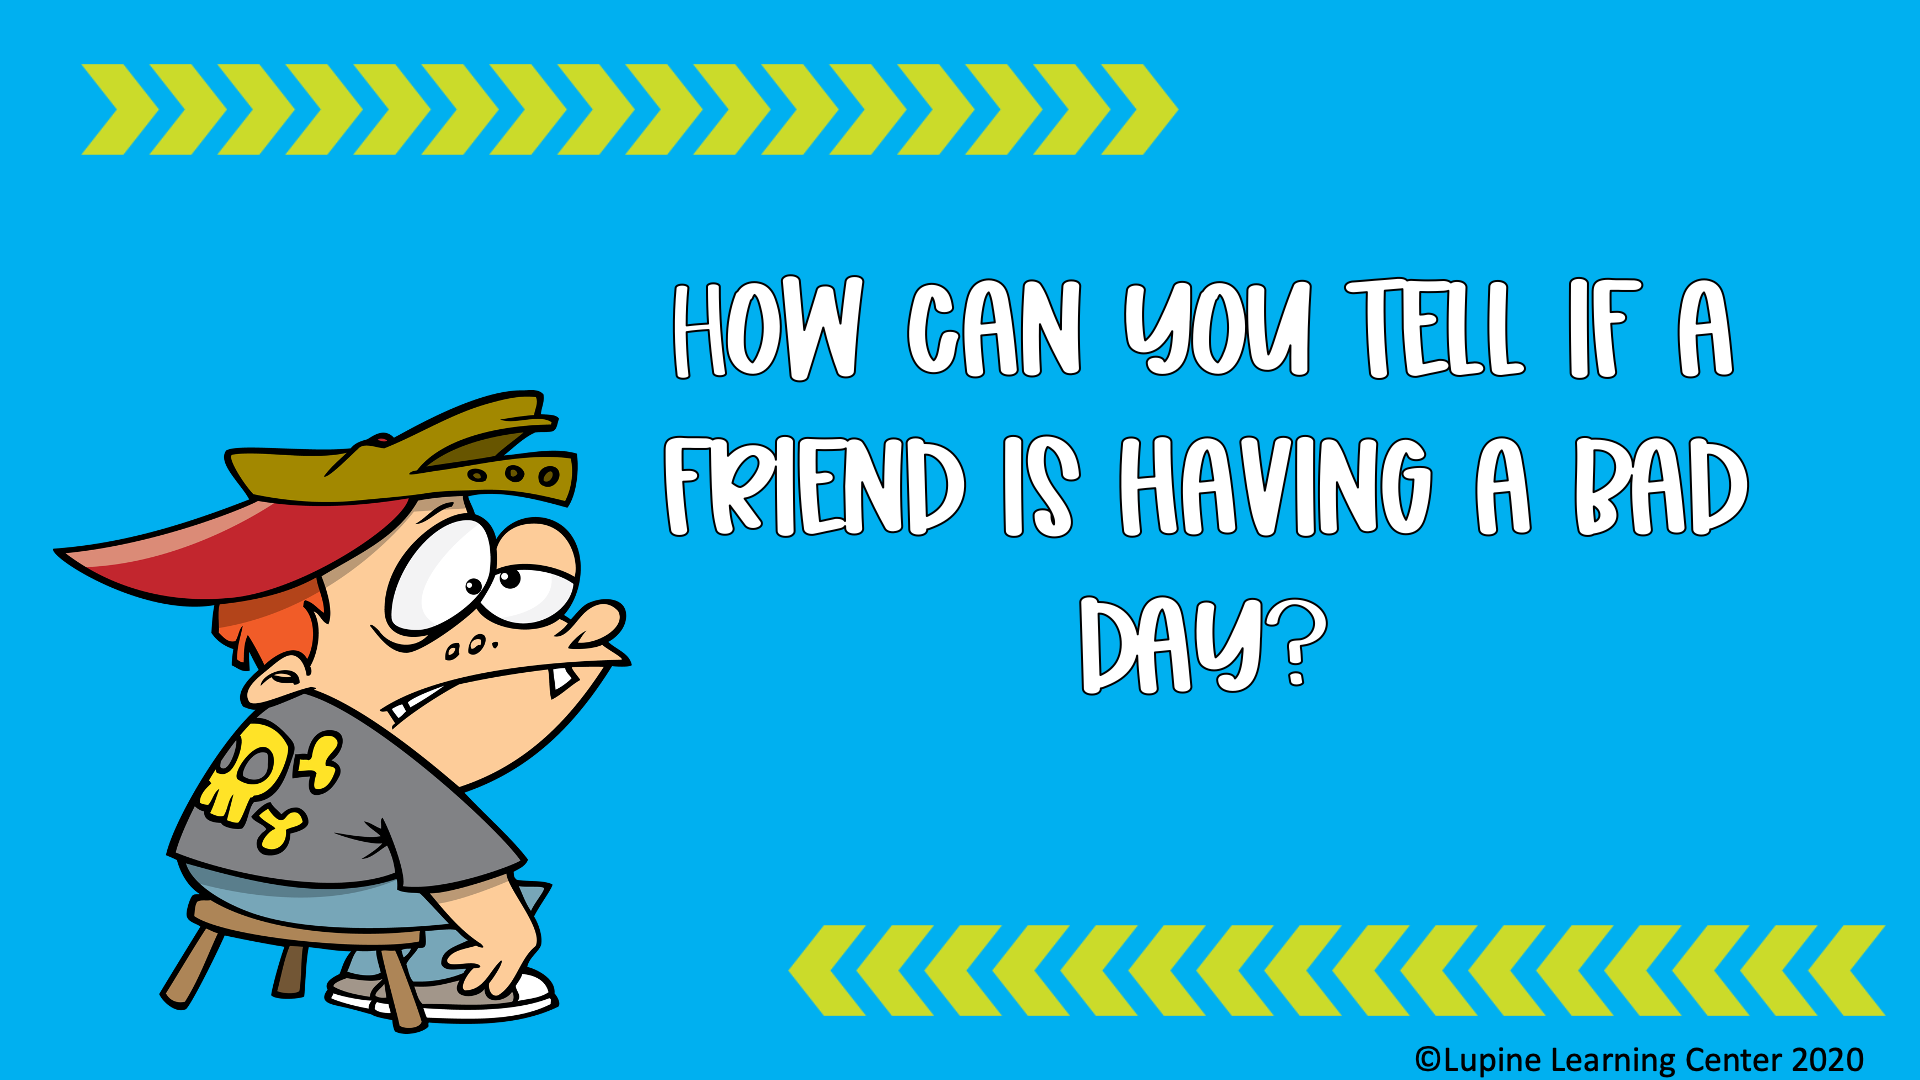 HOW CAN YOU TELL IF A
FRIEND IS HAVING A BAD
DAY?
©Lupine Learning Center 2020